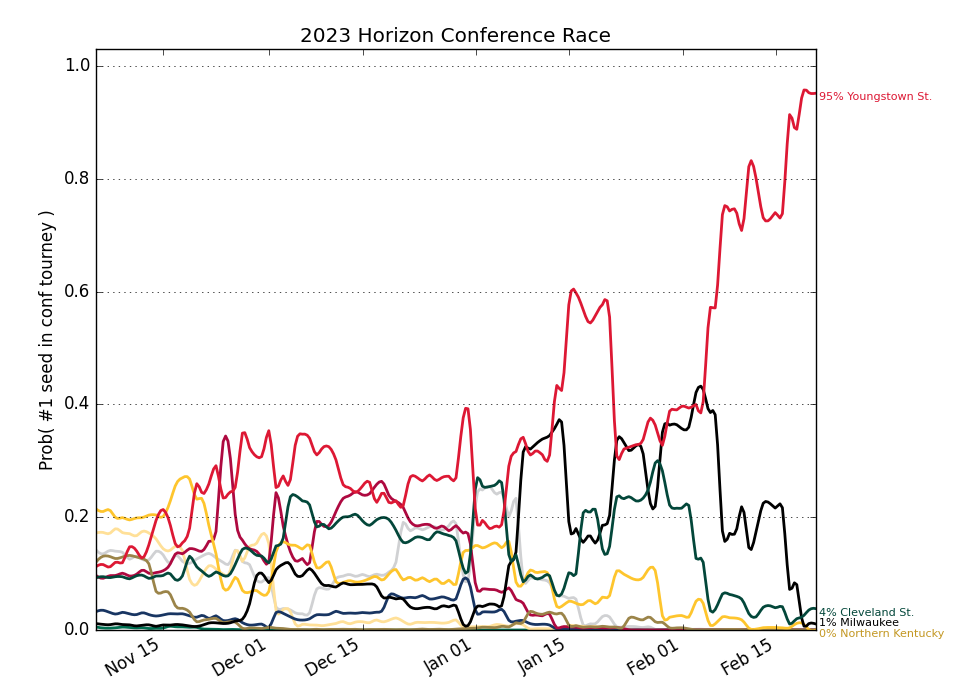 2023 Horizon Conference Race
Prob( #1 seed in conf tourney )
1.0
0.8
0.6
0.4
0.2
0.0
Nov 15
Dec 01
Dec 15
Jan 01
Jan 15
Feb 01
Feb 15
95% Youngstown St.
4% Cleveland St.
1% Milwaukee
0% Northern Kentucky